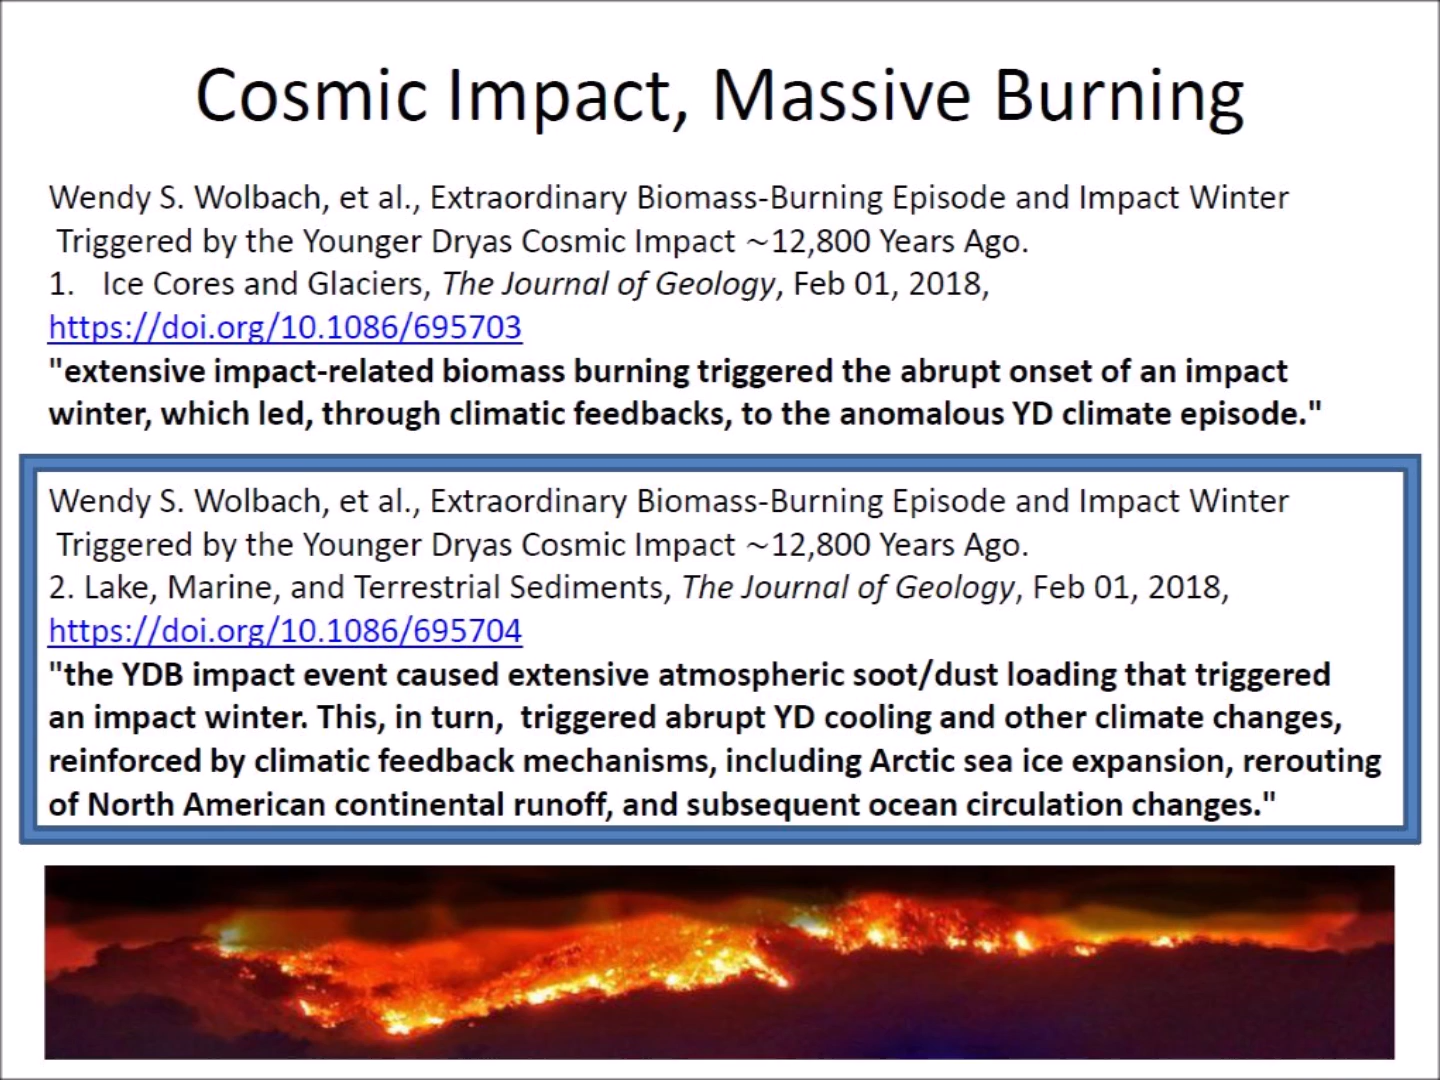 Cosmic Impact, Massive Burning
Wendy S. Wolbach, et al., Extraordinary Biomass-Burning Episode and Impact Winter
Triggered by the Younger Dryas Cosmic Impact ~12,800 Years Ago.
1. Ice Cores and Glaciers, The Journal of Geology, Feb 01, 2018,
https://doi.org/10.1086/695703
"extensive impact-related biomass burning triggered the abrupt onset of an impact
winter, which led, through climatic feedbacks, to the anomalous YD climate episode."
Wendy S. Wolbach, et al., Extraordinary Biomass-Burning Episode and Impact Winter
Triggered by the Younger Dryas Cosmic Impact ~12,800 Years Ago.
2. Lake, Marine, and Terrestrial Sediments, The Journal of Geology, Feb 01, 2018,
https://doi.org/10.1086/695704
"the YDB impact event caused extensive atmospheric soot/dust loading that triggered
an impact winter. This, in turn, triggered abrupt YD cooling and other climate changes,
reinforced by climatic feedback mechanisms, including Arctic sea ice expansion, rerouting
of North American continental runoff, and subsequent ocean circulation changes."